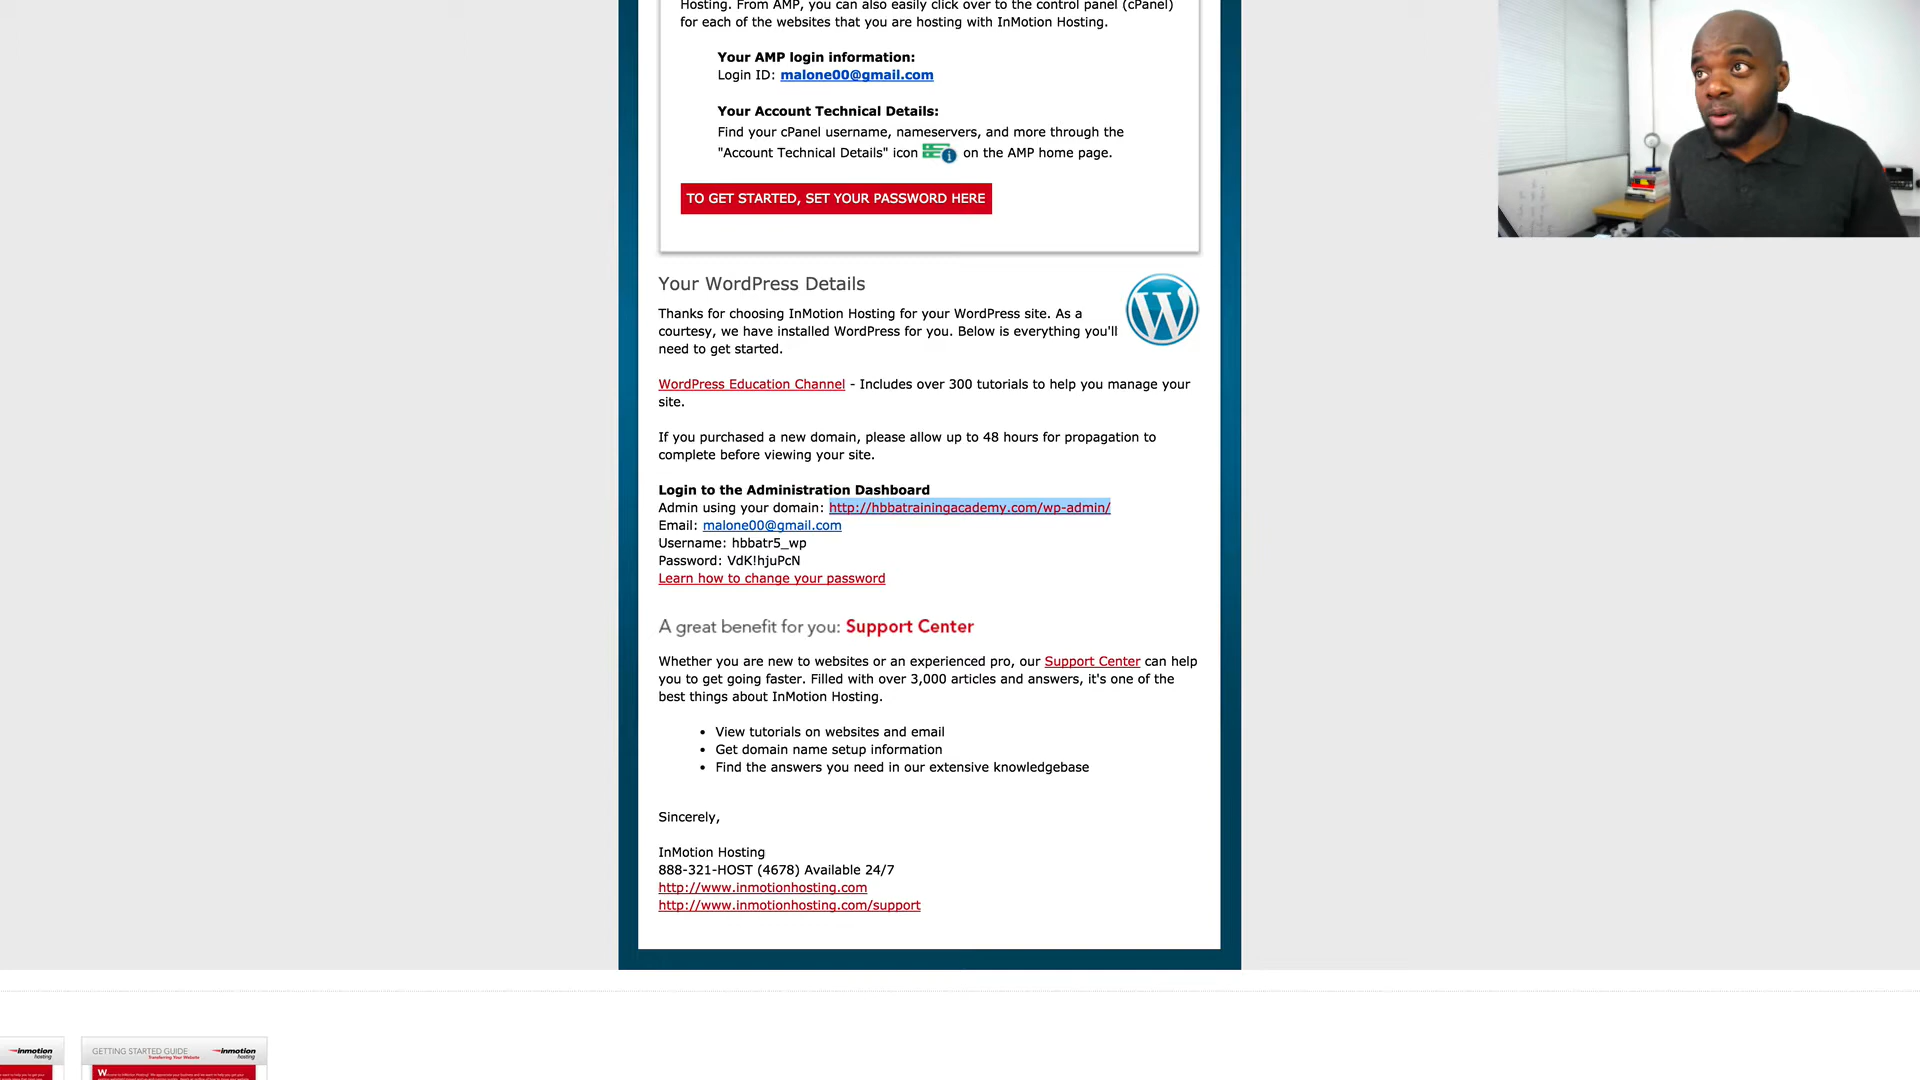 Hosting. From AMP, you can also easily click over to the control panel (cPanel)
for each of the websites that you are hosting with InMotion Hosting.
Your AMP login information:
Login ID: malone00@gmail.com
Your Account Technical Details:
Find your cPanel username, nameservers, and more through the
"Account Technical Details" icon on the AMP home page.
TO GET STARTED, SET YOUR PASSWORD HERE
Your WordPress Details
Thanks for choosing InMotion Hosting for your WordPress site. As a
courtesy, we have installed WordPress for you. Below is everything you'll
need to get started.
WordPress Education Channel - Includes over 300 tutorials to help you manage your
site.
If you purchased a new domain, please allow up to 48 hours for propagation to
complete before viewing your site.
Login to the Administration Dashboard
Admin using your domain: http://hbbatrainingacademy.com/wp-admin/
Email: malone00@gmail.com
Username: hbbatr5_wp
Password: VdK!hjuPcN
Learn how to change your password
A great benefit for you: Support Center
Whether you are new to websites or an experienced pro, our Support Center can help
you to get going faster. Filled with over 3,000 articles and answers, it's one of the
best things about InMotion Hosting.
• View tutorials on websites and email
• Get domain name setup information
• Find the answers you need in our extensive knowledgebase
Sincerely,
InMotion Hosting
888-321-HOST (4678) Available 24/7
http://www.inmotionhosting.com
http://www.inmotionhosting.com/support
inmotion
hosting
GETTING STARTED GUIDE
Transferring Your Website
inmotion
hosting